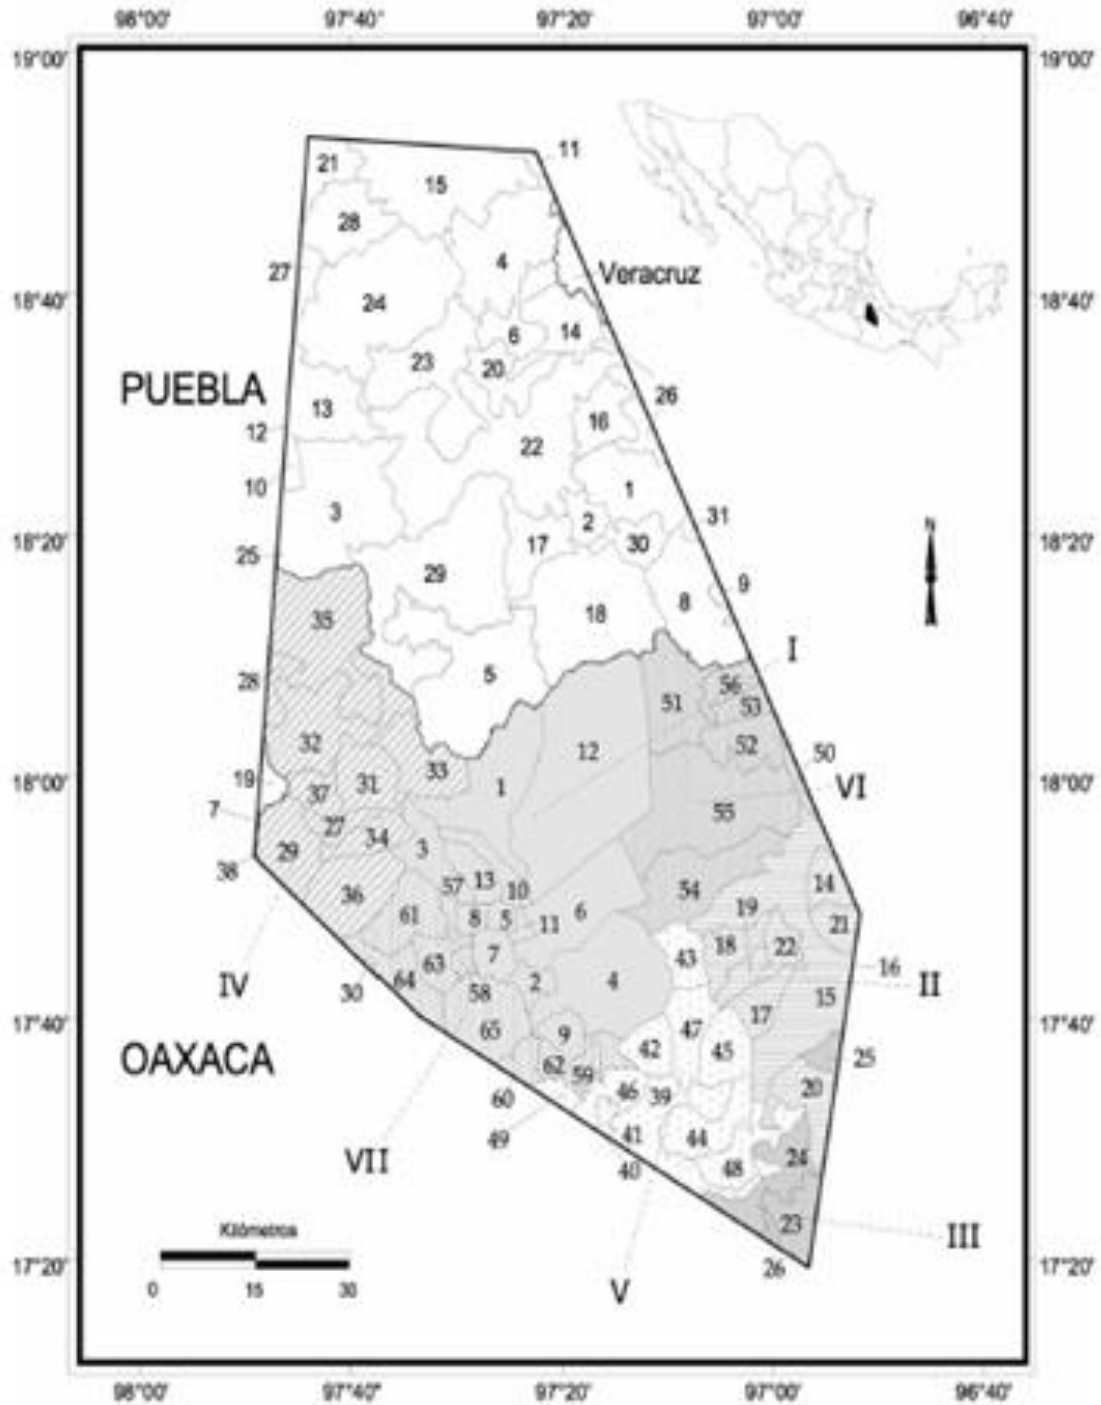 98°00' 97°40' 97°20' 97°00' 96°40'
19°00' 19°00'
11
21 15
28
4
27 Veracruz
18°40' 24 18°40'
6 14
23 20
PUEBLA 26
13 16
12 22
10 1
3 2 31
N
18°20' 17 30 18°20'
25 29 9
8
35 18
I
5
28 56
51 53
32 12 52 50
33
19 31 1 18°00' 18°00'
37 VI
7 27 55
34 3
29 13
38 57 10 54 14
36 6 19
61 8 5 11 21
18 22
7 43
63 16
IV 64 2 4 II
30 58 15
17
17°40' 65 9 47 17°40'
OAXACA 42 45 25
62 59
60 46 39 20
49 41 44
VII 40 48 24
Kilómetros 23
III
17°20' 26 17°20'
0 15 30 V
98°00' 97°40' 97°20' 97°00' 96°40'